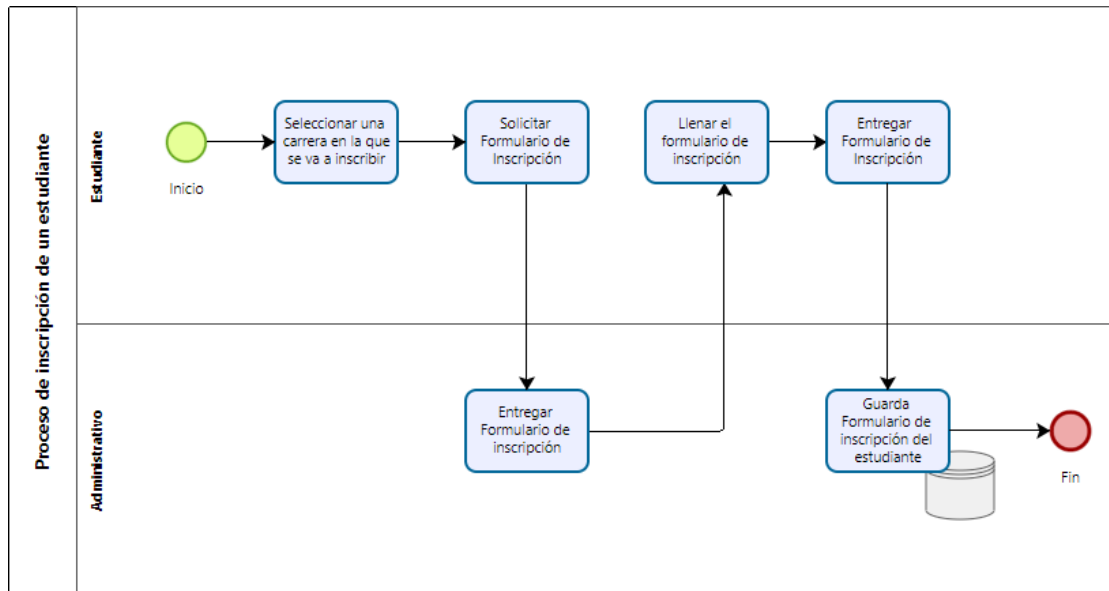 Proceso de inscripción de un estudiante
Estudiante
Inicio
Seleccionar una
carrera en la que
se va a inscribir
Solicitar
Formulario de
Inscripción
Llenar el
formulario de
inscripción
Entregar
Formulario de
Inscripción
Administrativo
Entregar
Formulario de
inscripción
Guarda
Formulario de
inscripción del
estudiante
Fin